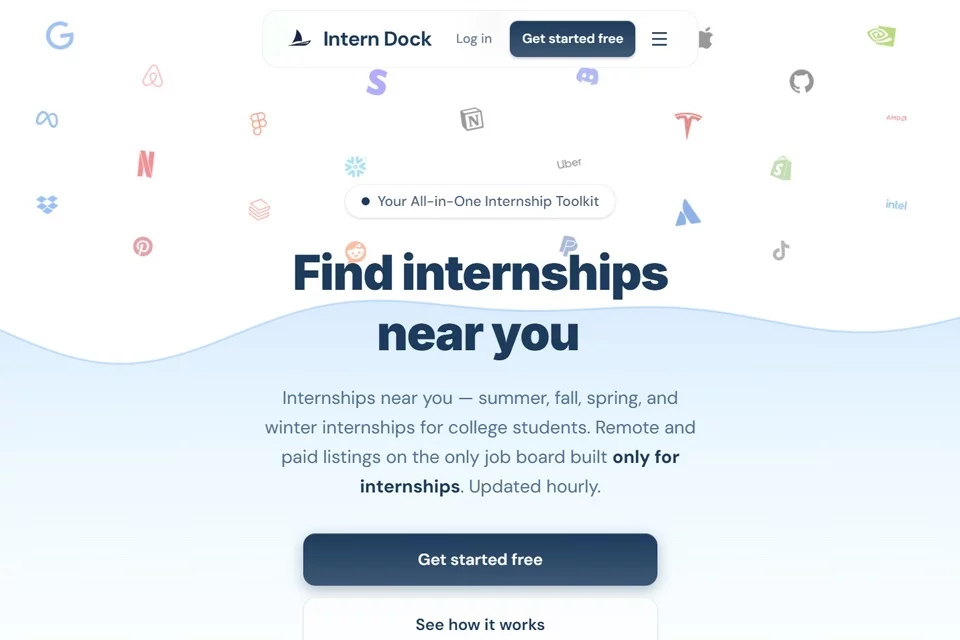 Intern Dock
Log in
Get started free
Uber
intel
Your All-in-One Internship Toolkit
Find internships
near you
Internships near you — summer, fall, spring, and
winter internships for college students. Remote and
paid listings on the only job board built only for
internships. Updated hourly.
Get started free
See how it works